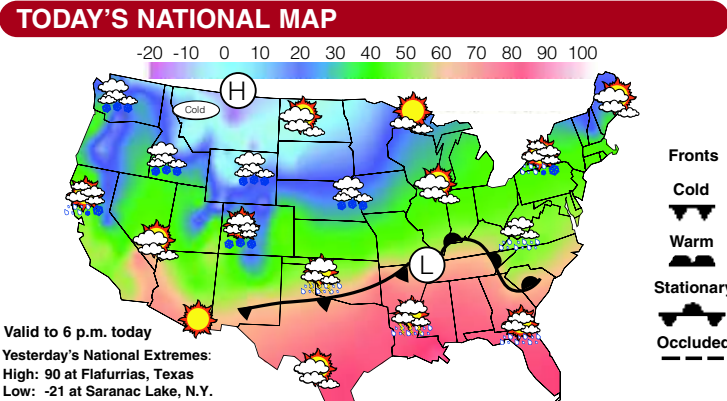 TODAY'S NATIONAL MAP
-20 -10 0 10 20 30 40 50 60 70 80 90 100
H
Cold
L
Fronts
Cold
Warm
Stationary
Occluded
Valid to 6 p.m. today
Yesterday's National Extremes:
High: 90 at Flafurrias, Texas
Low: -21 at Saranac Lake, N.Y.